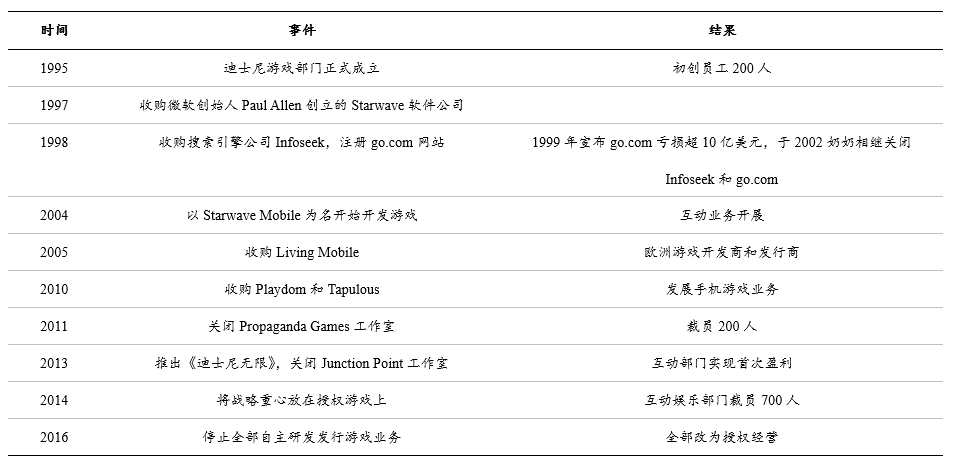 时间 事件 结果
1995 迪士尼游戏部门正式成立 初创员工 200 人
1997 收购微软创始人 Paul Allen 创立的 Starwave 软件公司
1998 收购搜索引擎公司 Infoseek，注册 go.com 网站 1999 年宣布 go.com 亏损超 10 亿美元，于 2002 奶奶相继关闭
Infoseek 和 go.com
2004 以 Starwave Mobile 为名开始开发游戏 互动业务开展
2005 收购 Living Mobile 欧洲游戏开发商和发行商
2010 收购 Playdom 和 Tapulous 发展手机游戏业务
2011 关闭 Propaganda Games 工作室 裁员 200 人
2013 推出《迪士尼无限》，关闭 Junction Point 工作室 互动部门实现首次盈利
2014 将战略重心放在授权游戏上 互动娱乐部门裁员 700 人
2016 停止全部自主研发发行游戏业务 全部改为授权经营